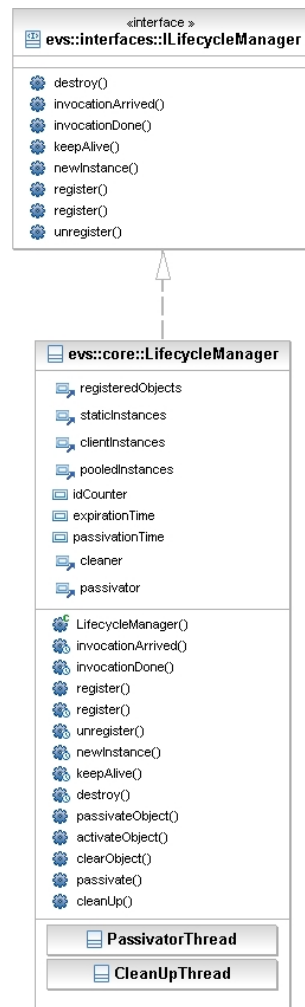 «interface »
evs::interfaces::ILifecycleManager
destroy()
invocationArrived()
invocationDone()
keepAlive()
newInstance()
register()
register()
unregister()
evs::core::LifecycleManager
registeredObjects
staticInstances
clientInstances
pooledInstances
idCounter
expirationTime
passivationTime
cleaner
passivator
LifecycleManager()
invocationArrived()
invocationDone()
register()
register()
unregister()
newInstance()
keepAlive()
destroy()
passivateObject()
activateObject()
clearObject()
passivate()
cleanUp()
PassivatorThread
CleanUpThread